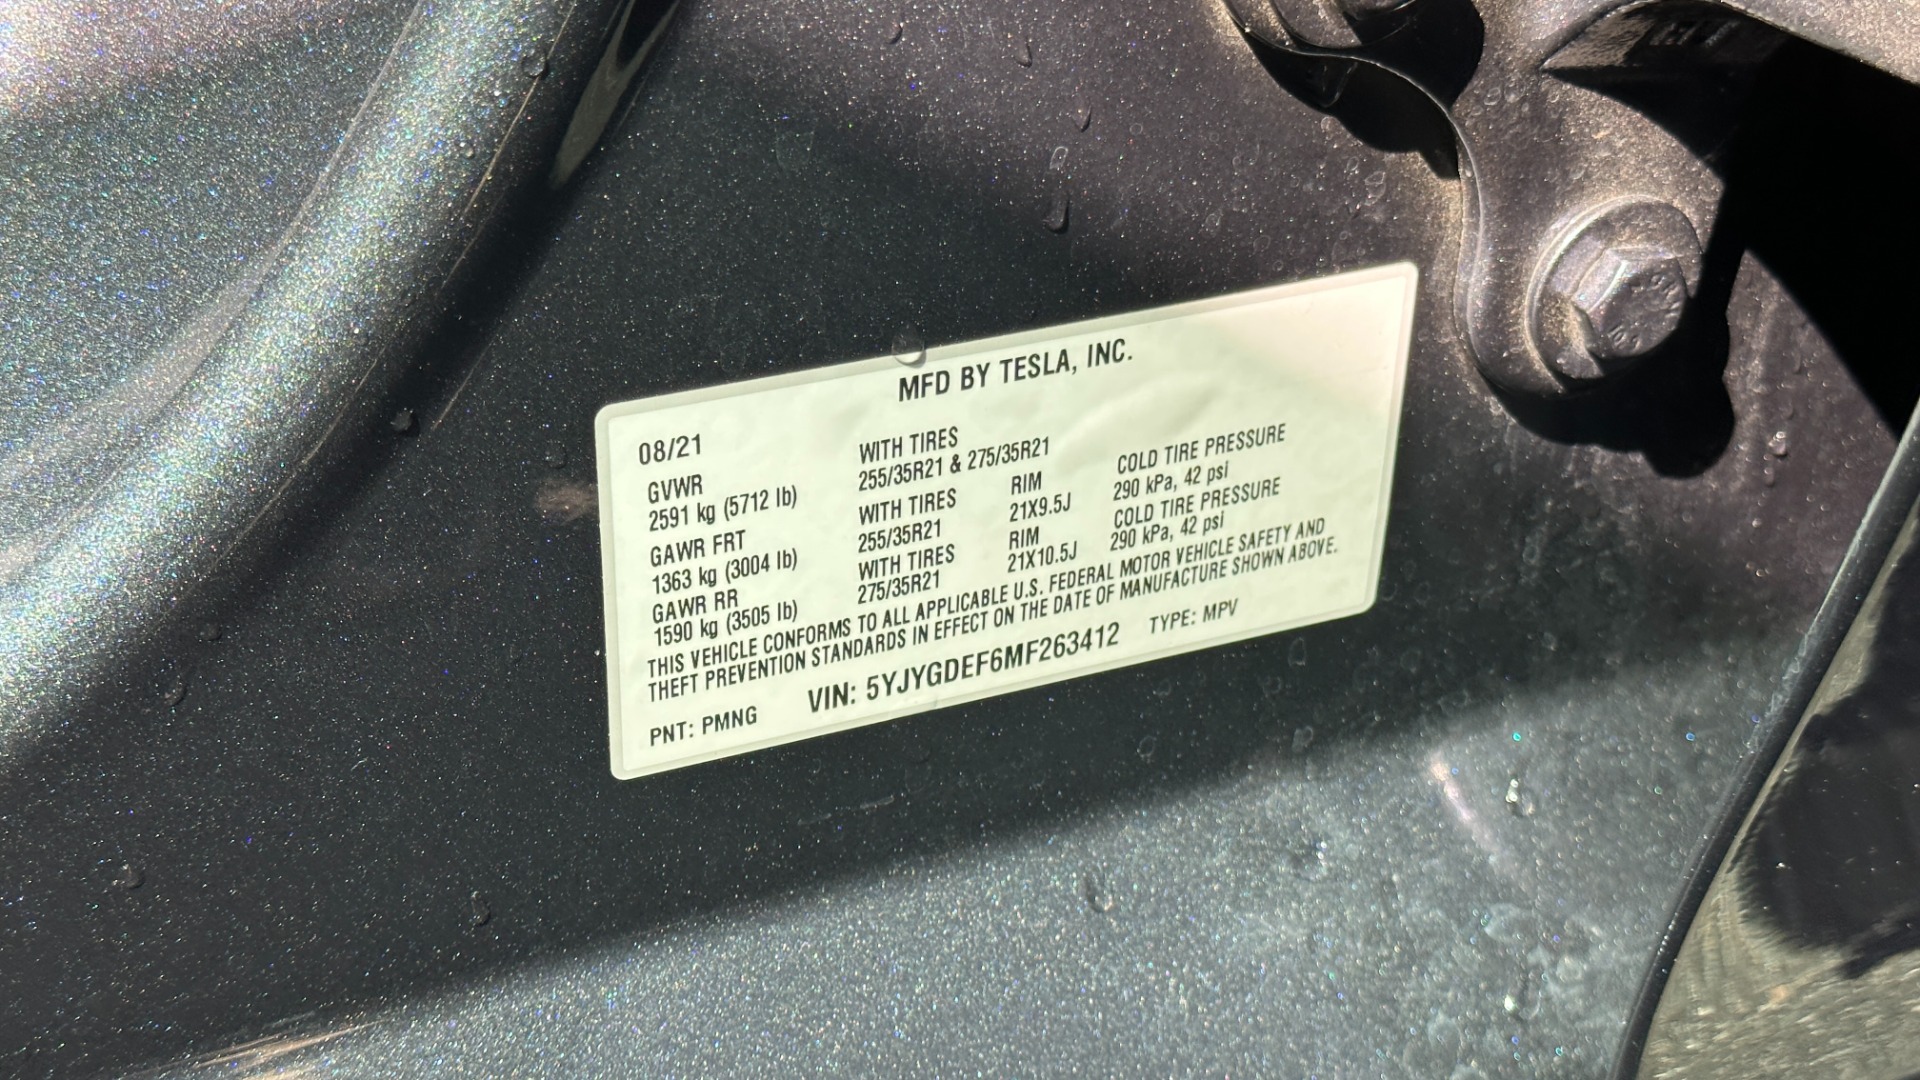 MFD BY TESLA, INC.
08/21
GVWR
2591 kg (5712 lb)
WITH TIRES
255/35R21 & 275/35R21
GAWR FRT
1363 kg (3004 lb)
WITH TIRES
255/35R21
RIM
21X9.5J
COLD TIRE PRESSURE
290 kPa, 42 psi
GAWR RR
1590 kg (3505 lb)
WITH TIRES
275/35R21
RIM
21X10.5J
COLD TIRE PRESSURE
290 kPa, 42 psi
THIS VEHICLE CONFORMS TO ALL APPLICABLE U.S. FEDERAL MOTOR VEHICLE SAFETY AND
THEFT PREVENTION STANDARDS IN EFFECT ON THE DATE OF MANUFACTURE SHOWN ABOVE.
PNT: PMNG
VIN: 5YJYGDEF6MF263412
TYPE: MPV